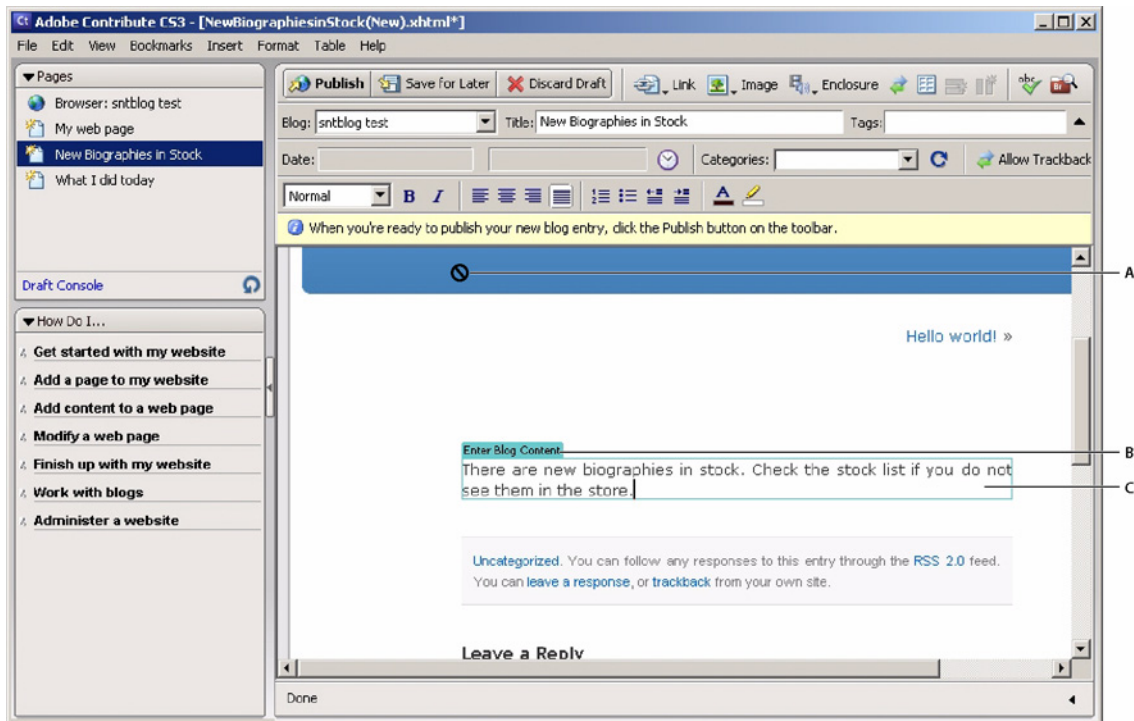 Ct Adobe Contribute CS3 - [NewBiographiesinStock(New).xhtml*]
File Edit View Bookmarks Insert Format Table Help
Pages
Browser: sntblog test
My web page
New Biographies in Stock
What I did today
Draft Console
How Do I...
Get started with my website
Add a page to my website
Add content to a web page
Modify a web page
Finish up with my website
Work with blogs
Administer a website
Publish Save for Later Discard Draft Link Image Enclosure abc
Blog: sntblog test Title: New Biographies in Stock Tags:
Date: Categories: Allow Trackback
Normal B I A
When you're ready to publish your new blog entry, click the Publish button on the toolbar.
A
Hello world! »
Enter Blog Content
B
There are new biographies in stock. Check the stock list if you do not
see them in the store.
C
Uncategorized. You can follow any responses to this entry through the RSS 2.0 feed.
You can leave a response, or trackback from your own site.
Leave a Reply
Done